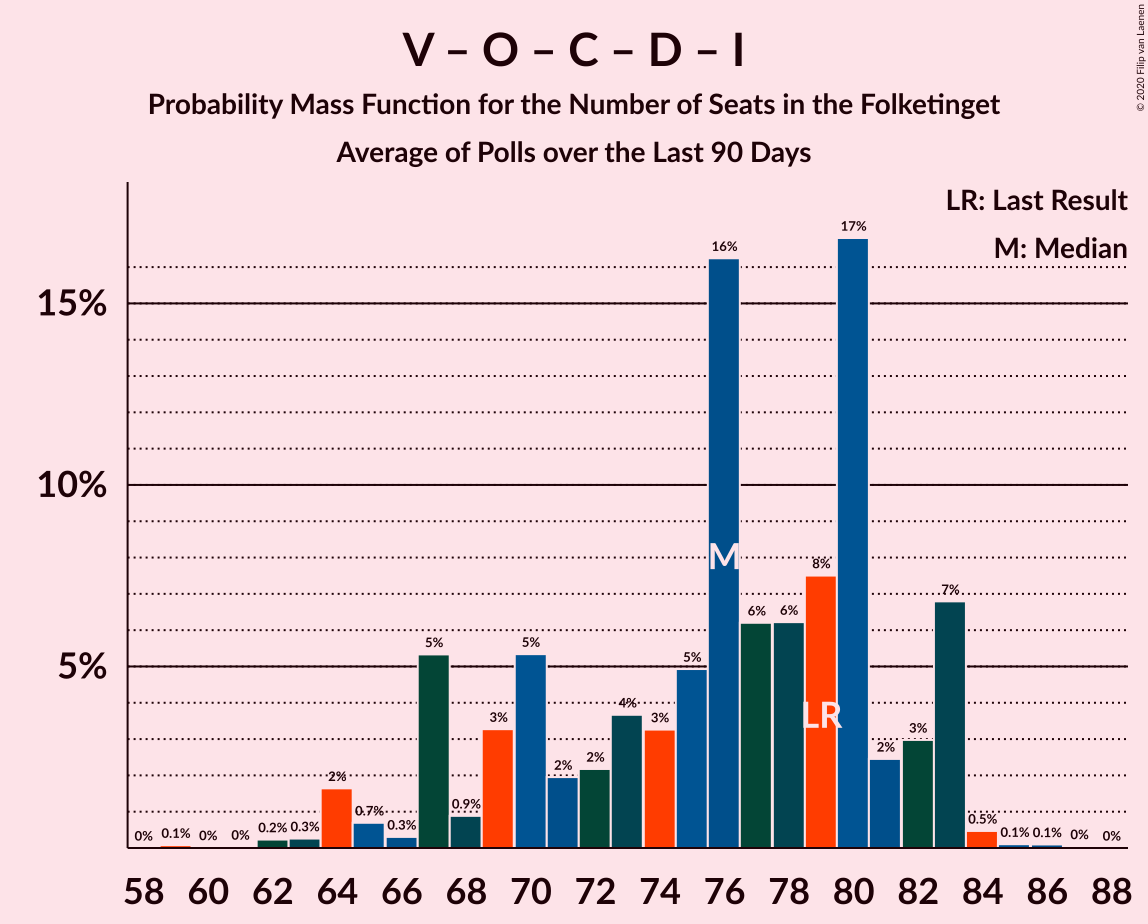 V – O – C – D – I
Probability Mass Function for the Number of Seats in the Folketinget
Average of Polls over the Last 90 Days
© 2020 Filip van Laenen
LR: Last Result
M: Median
15%
10%
5%
0% 0.1% 0% 0% 0.2% 0.3% 2% 0.7% 0.3% 5% 0.9% 3% 5% 2% 2% 4% 3% 5% 16% 6% 6% 8% 17% 2% 3% 7% 0.5% 0.1% 0.1% 0% 0%
M
LR
58 60 62 64 66 68 70 72 74 76 78 80 82 84 86 88